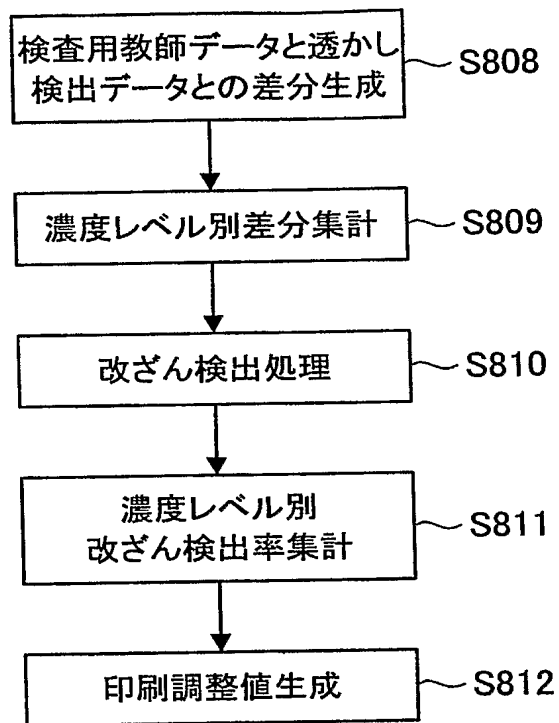 検査用教師データと透かし
検出データとの差分生成
S808
濃度レベル別差分集計
S809
改ざん検出処理
S810
濃度レベル別
改ざん検出率集計
S811
印刷調整値生成
S812